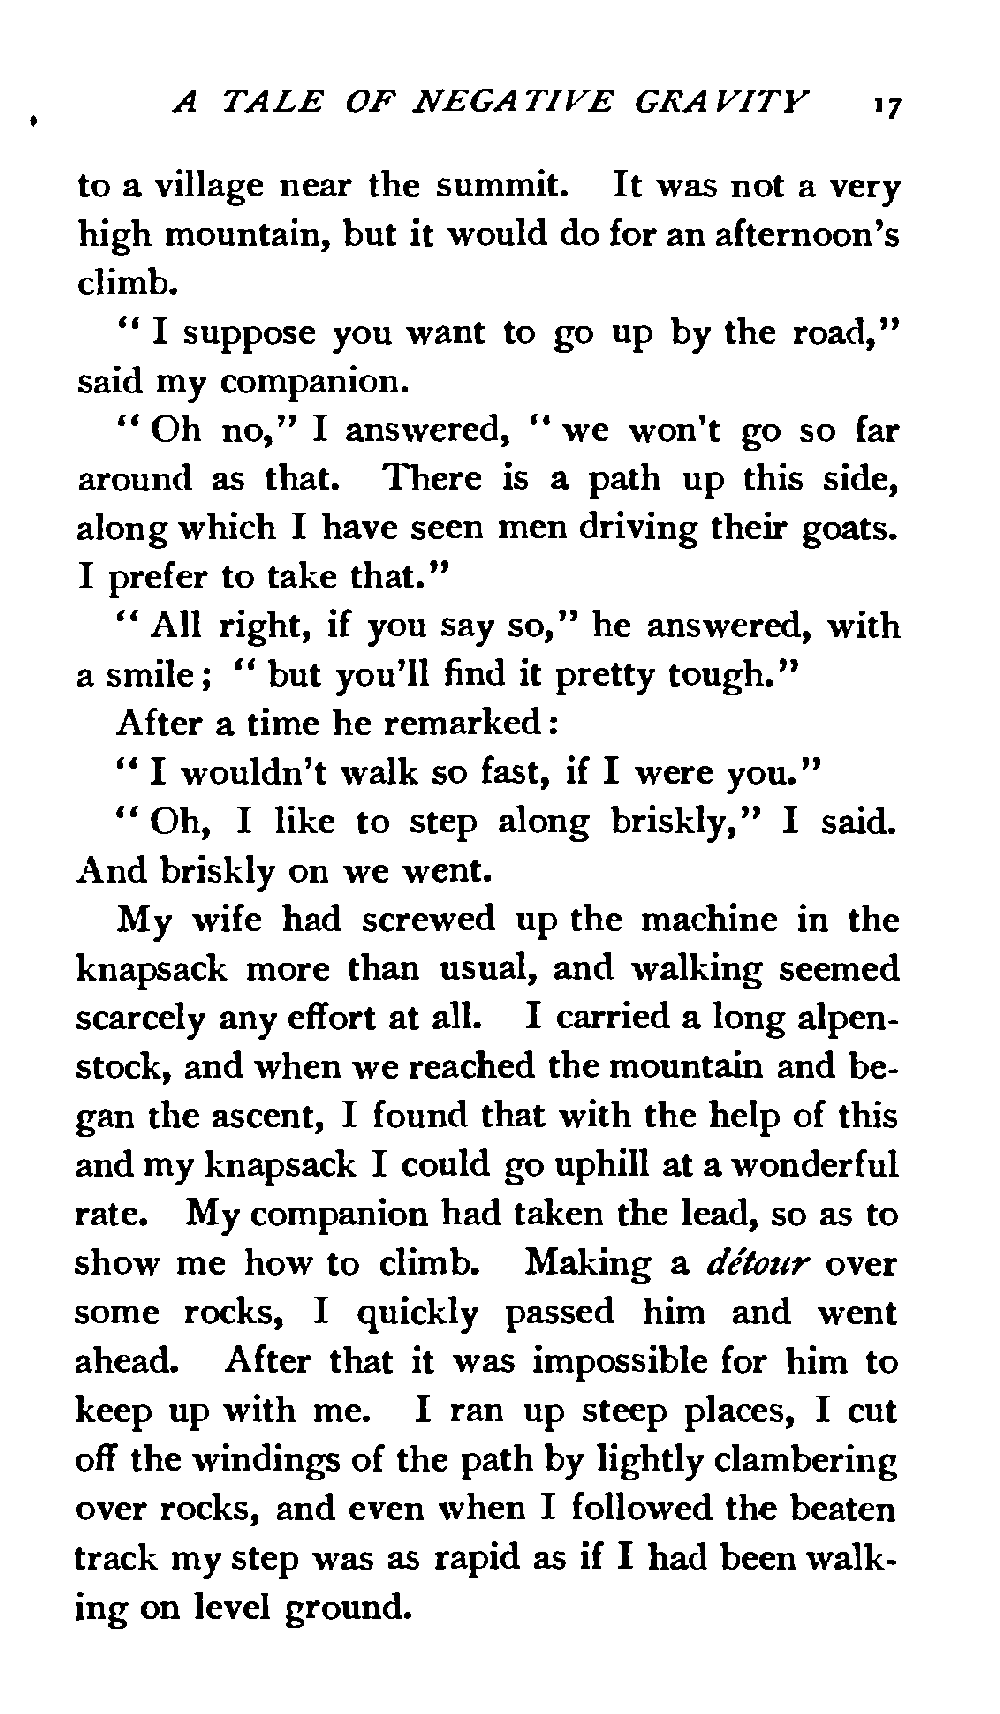 A TALE OF NEGATIVE GRAVITY 17
to a village near the summit. It was not a very
high mountain, but it would do for an afternoon's
climb.
"I suppose you want to go up by the road,"
said my companion.
"Oh no," I answered, "we won't go so far
around as that. There is a path up this side,
along which I have seen men driving their goats.
I prefer to take that."
"All right, if you say so," he answered, with
a smile; "but you'll find it pretty tough."
After a time he remarked:
"I wouldn't walk so fast, if I were you."
"Oh, I like to step along briskly," I said.
And briskly on we went.
My wife had screwed up the machine in the
knapsack more than usual, and walking seemed
scarcely any effort at all. I carried a long alpen-
stock, and when we reached the mountain and be-
gan the ascent, I found that with the help of this
and my knapsack I could go uphill at a wonderful
rate. My companion had taken the lead, so as to
show me how to climb. Making a détour over
some rocks, I quickly passed him and went
ahead. After that it was impossible for him to
keep up with me. I ran up steep places, I cut
off the windings of the path by lightly clambering
over rocks, and even when I followed the beaten
track my step was as rapid as if I had been walk-
ing on level ground.